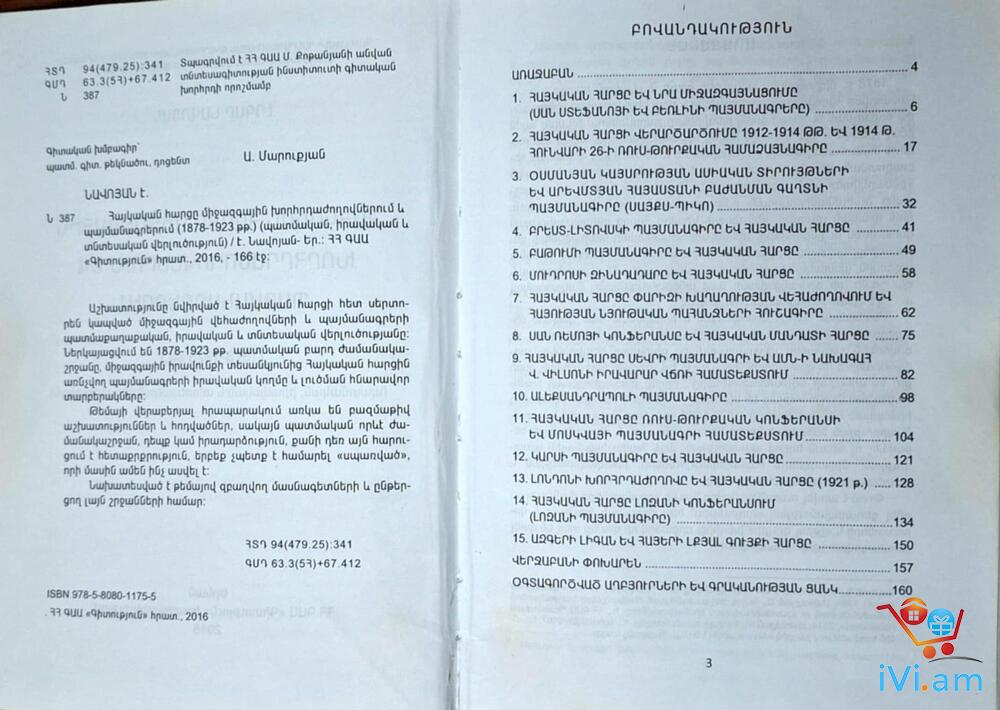 ՀՏԴ 94(479.25):341
ԳՄԴ 63.3(5Հ)+67.412
Ն 387
Տպագրվում է ՀՀ ԳԱԱ Մ. Քոթանյանի անվան
տնտեսագիտության ինստիտուտի գիտական
խորհրդի որոշմամբ
Գիտական խմբագիր՝
պատմ. գիտ. թեկնածու, դոցենտ
Ա. Մարուքյան
ՆԱՎՈՅԱՆ Է.
Ն 387 Հայկական հարցը միջազգային խորհրդաժողովներում և
պայմանագրերում (1878-1923 թթ.) (պատմական, իրավական և
տնտեսական վերլուծություն) / Է. Նավոյան- Եր.: ՀՀ ԳԱԱ
«Գիտություն» հրատ., 2016, - 166 էջ:
Աշխատությունը նվիրված է Հայկական հարցի հետ սերտո-
րեն կապված միջազգային վեհաժողովների և պայմանագրերի
պատմաքաղաքական, իրավական և տնտեսական վերլուծությանը:
Ներկայացվում են 1878-1923 թթ. պատմական բարդ ժամանակա-
շրջանը, միջազգային իրավունքի տեսանկյունից Հայկական հարցին
առնչվող պայմանագրերի իրավական կողմը և լուծման հնարավոր
տարբերակները:
Թեմայի վերաբերյալ հրապարակում առկա են բազմաթիվ
աշխատություններ և հոդվածներ, սակայն պատմական որևէ ժա-
մանակաշրջան, դեպք կամ իրադարձություն, քանի դեռ այն հարու-
ցում է հետաքրքրություն, երբեք չպետք է համարել «սպառված»,
որի մասին ամեն ինչ ասվել է:
Նախատեսված է թեմայով զբաղվող մասնագետների և ընթեր-
ցող լայն շրջանների համար:
ՀՏԴ 94(479.25):341
ԳՄԴ 63.3(5Հ)+67.412
ISBN 978-5-8080-1175-5
. ՀՀ ԳԱԱ «Գիտություն» հրատ., 2016
ԲՈՎԱՆԴԱԿՈՒԹՅՈՒՆ
ԱՌԱՋԱԲԱՆ ........ 4
1. ՀԱՅԿԱԿԱՆ ՀԱՐՑԸ ԵՎ ՆՐԱ ՄԻՋԱԶԳԱՅՆԱՑՈՒՄԸ
(ՍԱՆ ՍՏԵՖԱՆՈՅԻ ԵՎ ԲԵՌԼԻՆԻ ՊԱՅՄԱՆԱԳՐԵՐԸ) ........ 6
2. ՀԱՅԿԱԿԱՆ ՀԱՐՑԻ ՎԵՐԱԾԱՐԾՈՒՄԸ 1912-1914 ԹԹ. ԵՎ 1914 Թ.
ՀՈՒՆՎԱՐԻ 26-Ի ՌՈՒՍ-ԹՈՒՐՔԱԿԱՆ ՀԱՄԱՁԱՅՆԱԳԻՐԸ ........ 17
3. ՕՍՄԱՆՅԱՆ ԿԱՅՍՐՈՒԹՅԱՆ ԱՍԻԱԿԱՆ ՏԻՐՈՒՅԹՆԵՐԻ
ԵՎ ԱՐԵՎՄՏՅԱՆ ՀԱՅԱՍՏԱՆԻ ԲԱԺԱՆՄԱՆ ԳԱՂՏՆԻ
ՊԱՅՄԱՆԱԳԻՐԸ (ՍԱՅՔՍ-ՊԻԿՈ) ........ 32
4. ԲՐԵՍՏ-ԼԻՏՈՎՍԿԻ ՊԱՅՄԱՆԱԳԻՐԸ ԵՎ ՀԱՅԿԱԿԱՆ ՀԱՐՑԸ ........ 41
5. ԲԱԹՈՒՄԻ ՊԱՅՄԱՆԱԳԻՐԸ ԵՎ ՀԱՅԿԱԿԱՆ ՀԱՐՑԸ ........ 49
6. ՄՈՒԴՐՈՍԻ ԶԻՆԱԴԱԴԱՐԸ ԵՎ ՀԱՅԿԱԿԱՆ ՀԱՐՑԸ ........ 58
7. ՀԱՅԿԱԿԱՆ ՀԱՐՑԸ ՓԱՐԻԶԻ ԽԱՂԱՂՈՒԹՅԱՆ ՎԵՀԱԺՈՂՈՎՈՒՄ ԵՎ
ՀԱՅՈՒԹՅԱՆ ՆՅՈՒԹԱԿԱՆ ՊԱՀԱՆՋՆԵՐԻ ՀՈՒՇԱԳԻՐԸ ........ 62
8. ՍԱՆ ՌԵՄՈՅԻ ԿՈՆՖԵՐԱՆՍԸ ԵՎ ՀԱՅԿԱԿԱՆ ՄԱՆԴԱՏԻ ՀԱՐՑԸ ........ 75
9. ՀԱՅԿԱԿԱՆ ՀԱՐՑԸ ՍԵՎՐԻ ՊԱՅՄԱՆԱԳՐԻ ԵՎ ԱՄՆ-Ի ՆԱԽԱԳԱՀ
Վ. ՎԻԼՍՈՆԻ ԻՐԱՎԱՐԱՐ ՎՃՌԻ ՀԱՄԱՏԵՔՍՏՈՒՄ ........ 82
10. ԱԼԵՔՍԱՆԴՐԱՊՈԼԻ ՊԱՅՄԱՆԱԳԻՐԸ ........ 98
11. ՀԱՅԿԱԿԱՆ ՀԱՐՑԸ ՌՈՒՍ-ԹՈՒՐՔԱԿԱՆ ԿՈՆՖԵՐԱՆՍԻ
ԵՎ ՄՈՍԿՎԱՅԻ ՊԱՅՄԱՆԱԳՐԻ ՀԱՄԱՏԵՔՍՏՈՒՄ ........ 104
12. ԿԱՐՍԻ ՊԱՅՄԱՆԱԳԻՐԸ ԵՎ ՀԱՅԿԱԿԱՆ ՀԱՐՑԸ ........ 121
13. ԼՈՆԴՈՆԻ ԽՈՐՀՐԴԱԺՈՂՈՎԸ ԵՎ ՀԱՅԿԱԿԱՆ ՀԱՐՑԸ (1921 թ.) ..... 128
14. ՀԱՅԿԱԿԱՆ ՀԱՐՑԸ ԼՈԶԱՆԻ ԿՈՆՖԵՐԱՆՍՈՒՄ
(ԼՈԶԱՆԻ ՊԱՅՄԱՆԱԳԻՐԸ) ........ 134
15. ԱԶԳԵՐԻ ԼԻԳԱՆ ԵՎ ՀԱՅԵՐԻ ԼՔՅԱԼ ԳՈՒՅՔԻ ՀԱՐՑԸ ........ 150
ՎԵՐՋԱԲԱՆԻ ՓՈԽԱՐԵՆ ........ 157
ՕԳՏԱԳՈՐԾՎԱԾ ԱՂԲՅՈՒՐՆԵՐԻ ԵՎ ԳՐԱԿԱՆՈՒԹՅԱՆ ՑԱՆԿ ........ 160
3
iVi.am